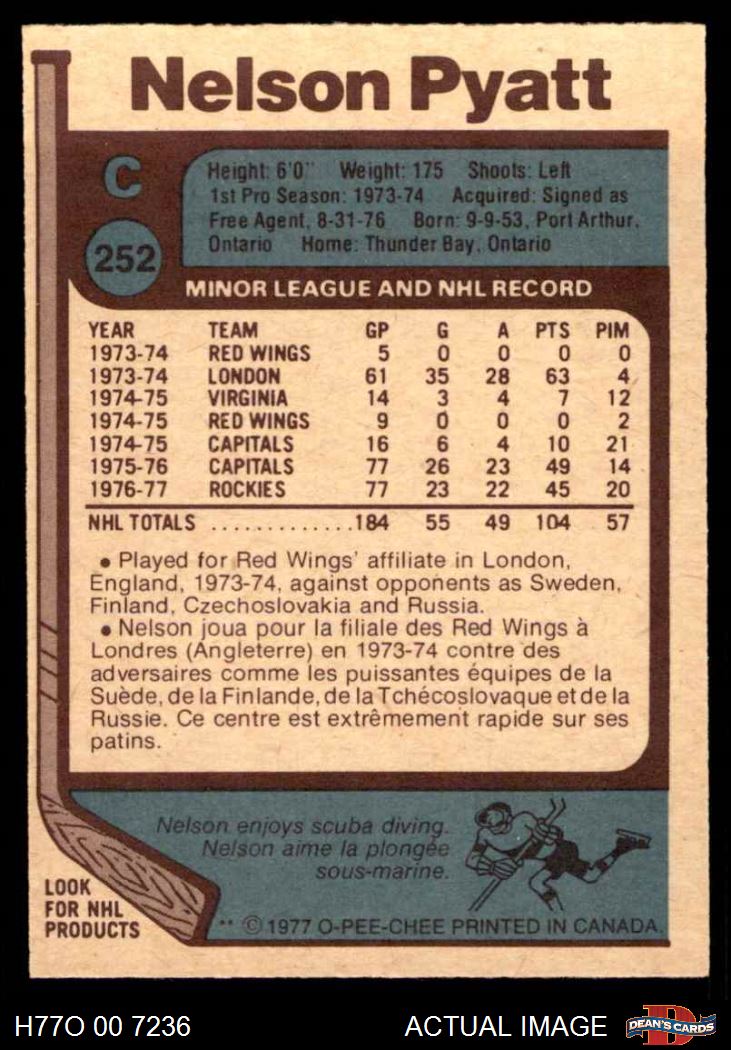 Nelson Pyatt
C
252
Height: 6'0" Weight: 175 Shoots: Left
1st Pro Season: 1973-74 Acquired: Signed as
Free Agent, 8-31-76 Born: 9-9-53, Port Arthur,
Ontario Home: Thunder Bay, Ontario
MINOR LEAGUE AND NHL RECORD
YEAR TEAM GP G A PTS PIM
1973-74 RED WINGS 5 0 0 0 0
1973-74 LONDON 61 35 28 63 4
1974-75 VIRGINIA 14 3 4 7 12
1974-75 RED WINGS 9 0 0 0 2
1974-75 CAPITALS 16 6 4 10 21
1975-76 CAPITALS 77 26 23 49 14
1976-77 ROCKIES 77 23 22 45 20
NHL TOTALS .............184 55 49 104 57
• Played for Red Wings' affiliate in London,
England, 1973-74, against opponents as Sweden,
Finland, Czechoslovakia and Russia.
• Nelson joua pour la filiale des Red Wings à
Londres (Angleterre) en 1973-74 contre des
adversaires comme les puissantes équipes de la
Suède, de la Finlande, de la Tchécoslovaque et de la
Russie. Ce centre est extrêmement rapide sur ses
patins.
Nelson enjoys scuba diving.
Nelson aime la plongée
sous-marine.
LOOK
FOR NHL
PRODUCTS
** © 1977 O-PEE-CHEE PRINTED IN CANADA.
H77O 00 7236
ACTUAL IMAGE
D
DEAN'S CARDS